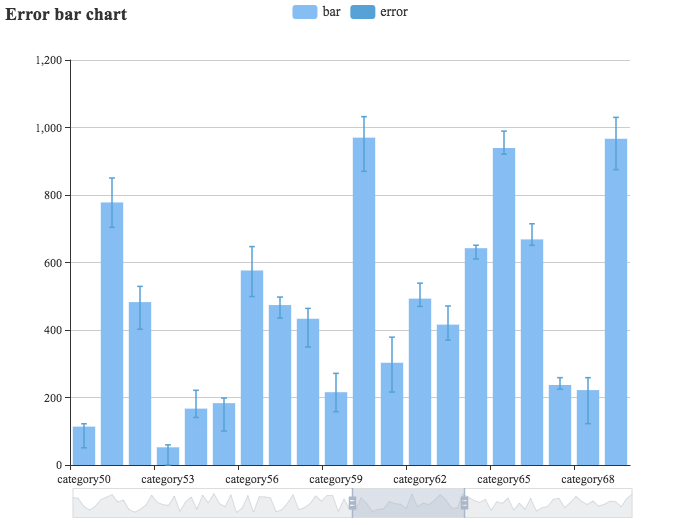 Error bar chart
bar error
1,200
1,000
800
600
400
200
0
category50 category53 category56 category59 category62 category65 category68